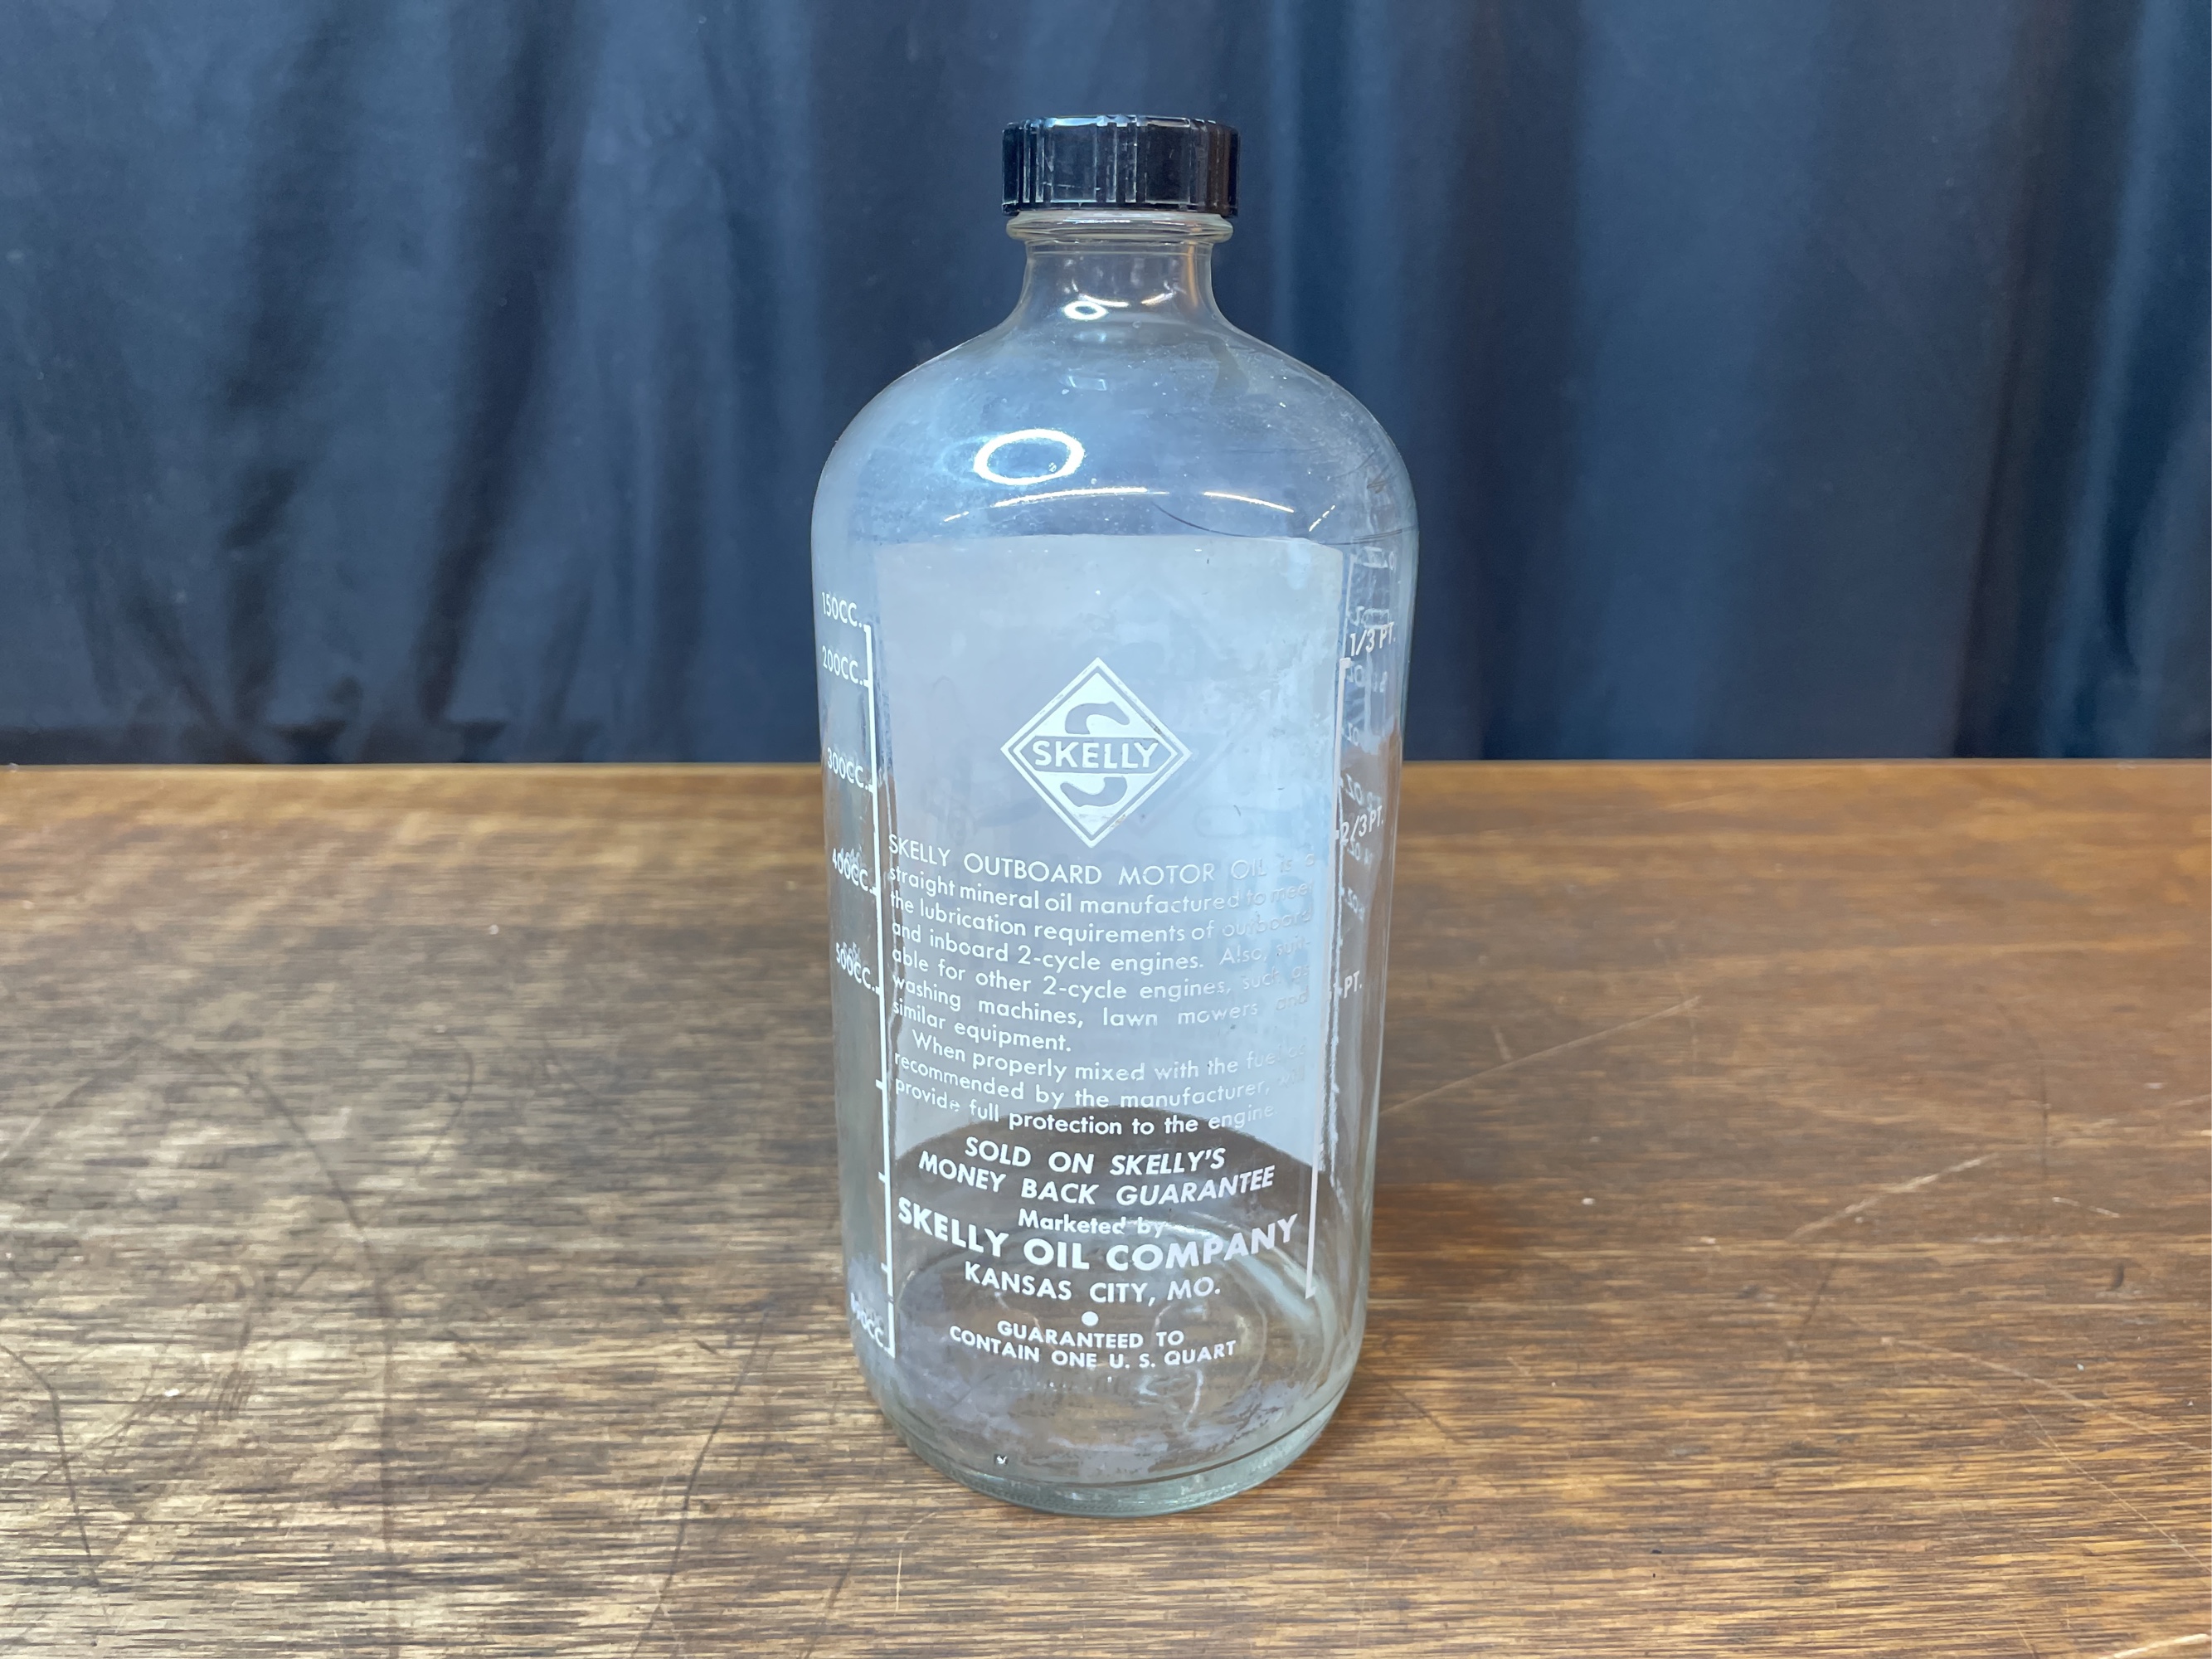 SKELLY
SKELLY OUTBOARD MOTOR OIL is a
straight mineral oil manufactured to meet
the lubrication requirements of outboard
and inboard 2-cycle engines. Also, suit-
able for other 2-cycle engines, such as
washing machines, lawn mowers and
similar equipment.
When properly mixed with the fuel as
recommended by the manufacturer, will
provide full protection to the engine
SOLD ON SKELLY'S
MONEY BACK GUARANTEE
Marketed by
SKELLY OIL COMPANY
KANSAS CITY, MO.
GUARANTEED TO
CONTAIN ONE U. S. QUART
150CC.
200CC.
300CC.
400CC.
500CC.
1/3 PT.
2/3 PT.
PT.